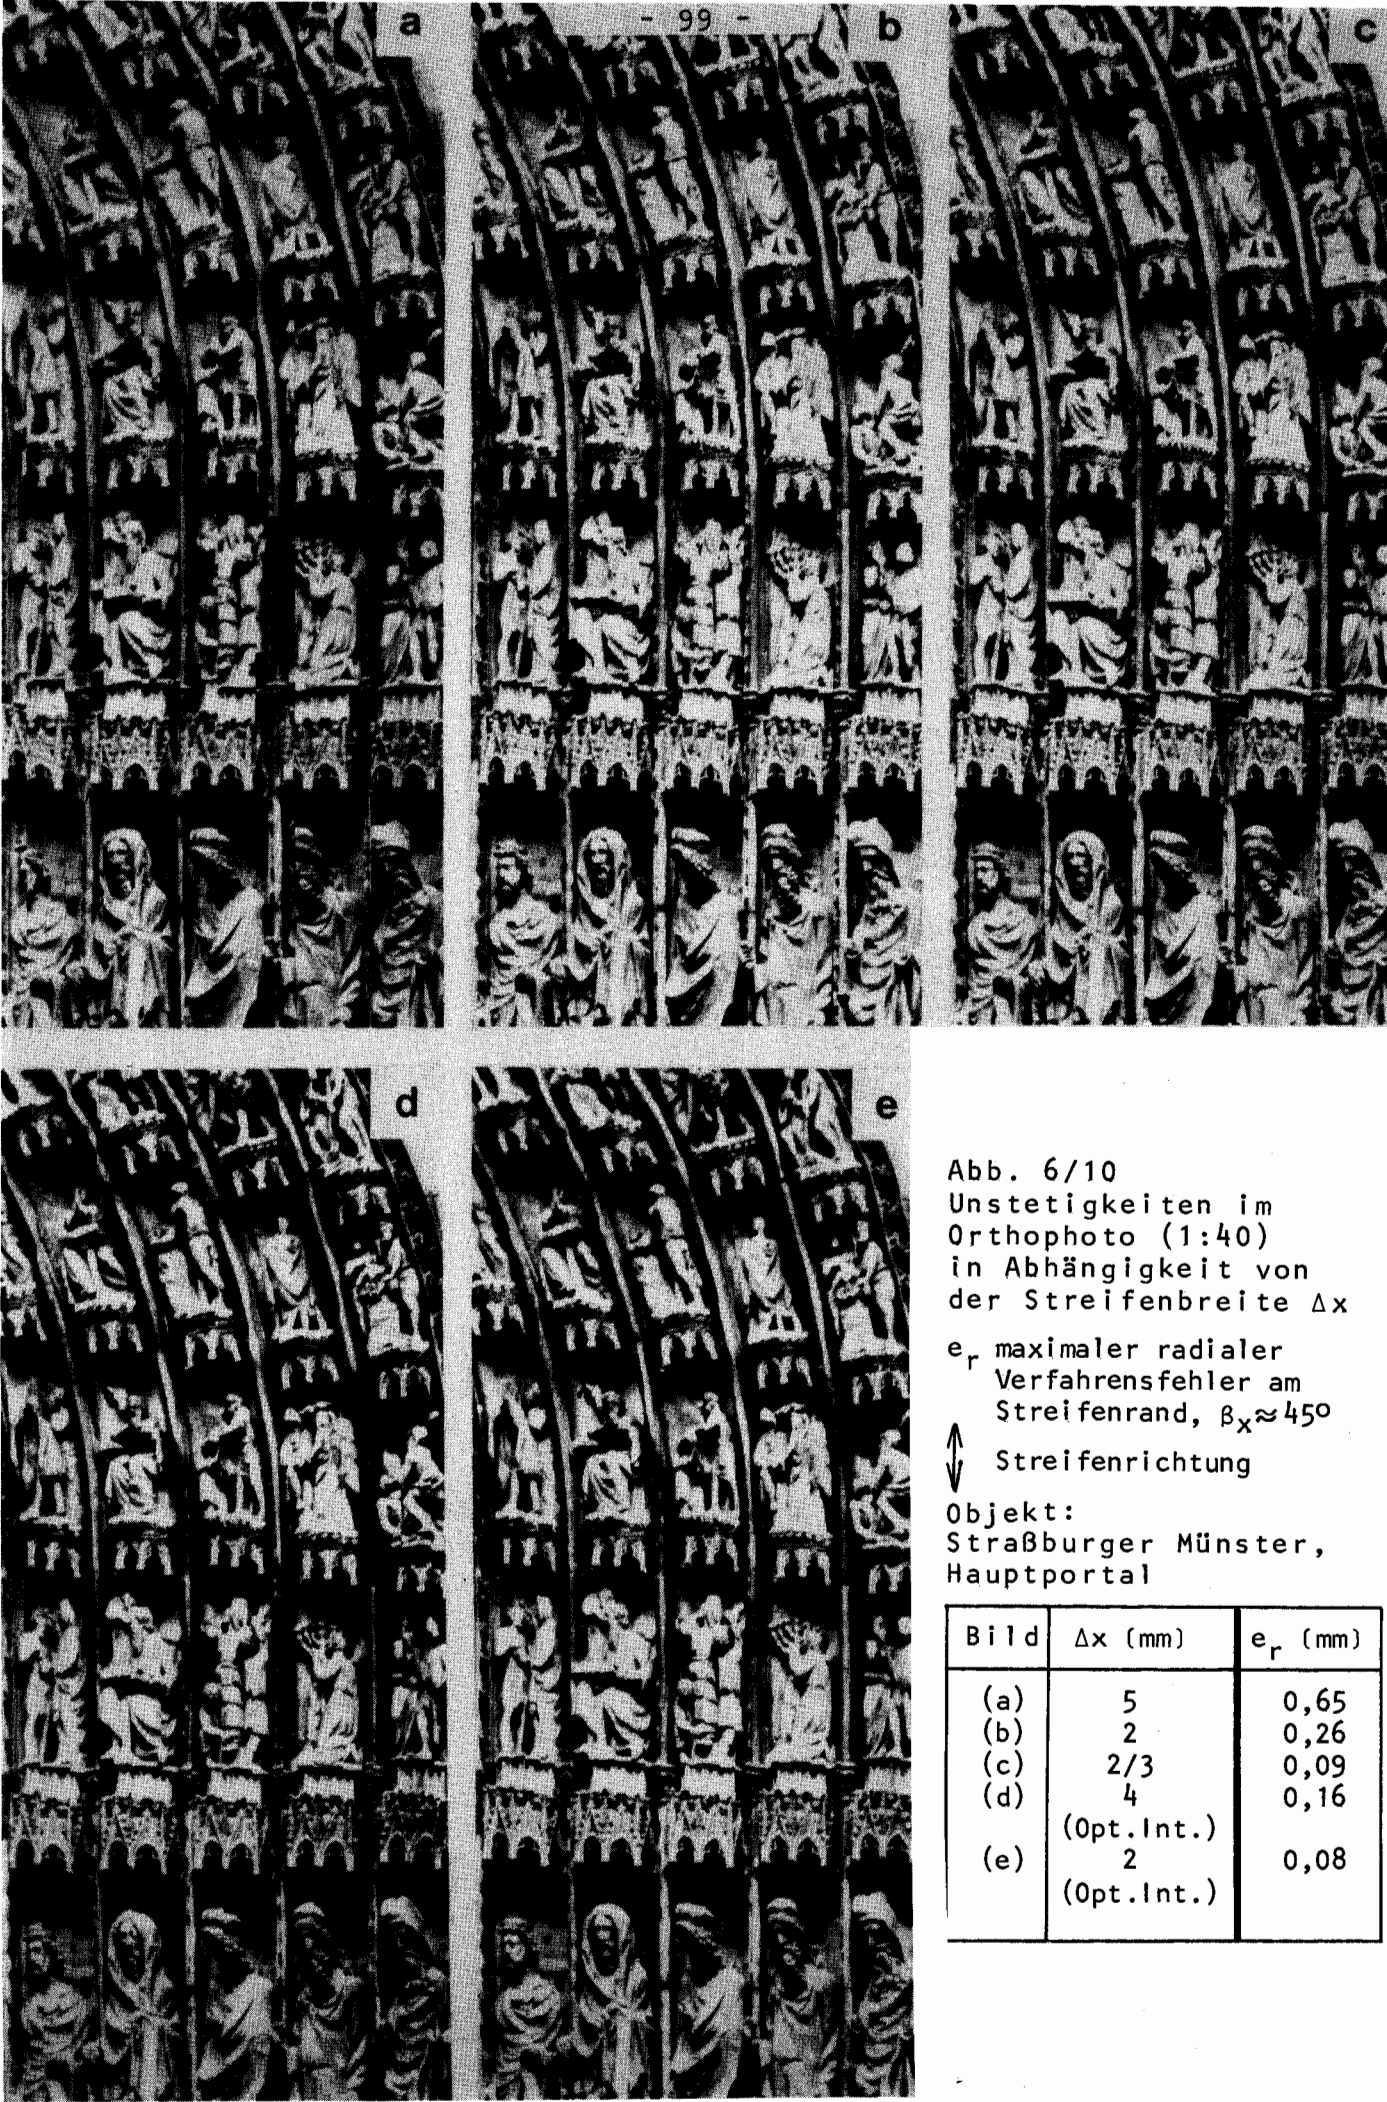 - 99 -
a
b
c
d
e
Abb. 6/10
Unstetigkeiten im
Orthophoto (1:40)
in Abhängigkeit von
der Streifenbreite Δx
e_r maximaler radialer
Verfahrensfehler am
Streifenrand, β_x≈45°
↕ Streifenrichtung
Objekt:
Straßburger Münster,
Hauptportal
Bild Δx (mm) e_r (mm)
(a) 5 0,65
(b) 2 0,26
(c) 2/3 0,09
(d) 4 0,16
(Opt.Int.)
(e) 2 0,08
(Opt.Int.)